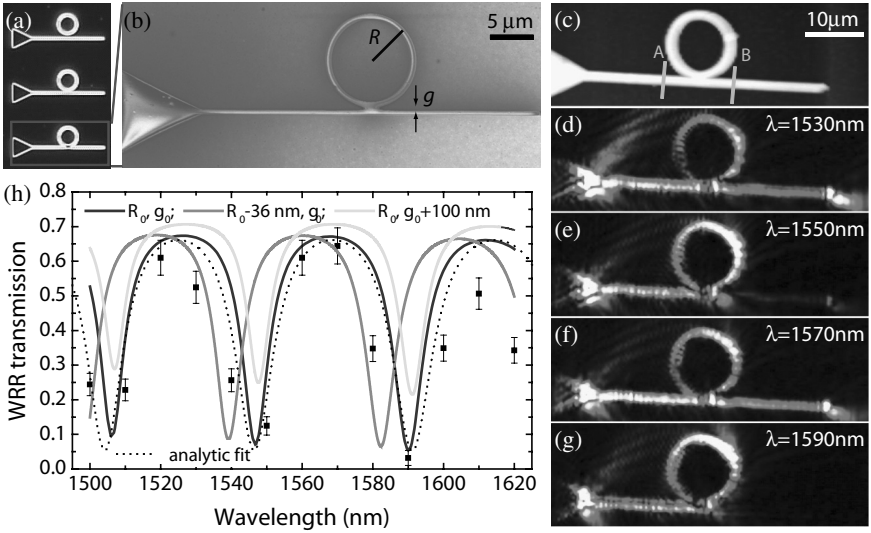 (a)
(b)
R
g
5 μm
(c)
10μm
A
B
(d)
λ=1530nm
(e)
λ=1550nm
(f)
λ=1570nm
(g)
λ=1590nm
(h)
R₀, g₀;
R₀-36 nm, g₀;
R₀, g₀+100 nm
WRR transmission
0.8
0.7
0.6
0.5
0.4
0.3
0.2
0.1
0.0
analytic fit
1500
1520
1540
1560
1580
1600
1620
Wavelength (nm)